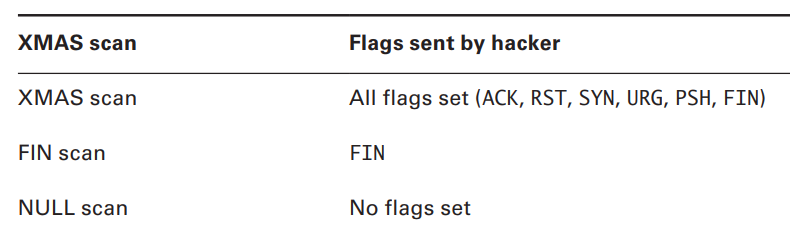 XMAS scan Flags sent by hacker
XMAS scan All flags set (ACK, RST, SYN, URG, PSH, FIN)
FIN scan FIN
NULL scan No flags set